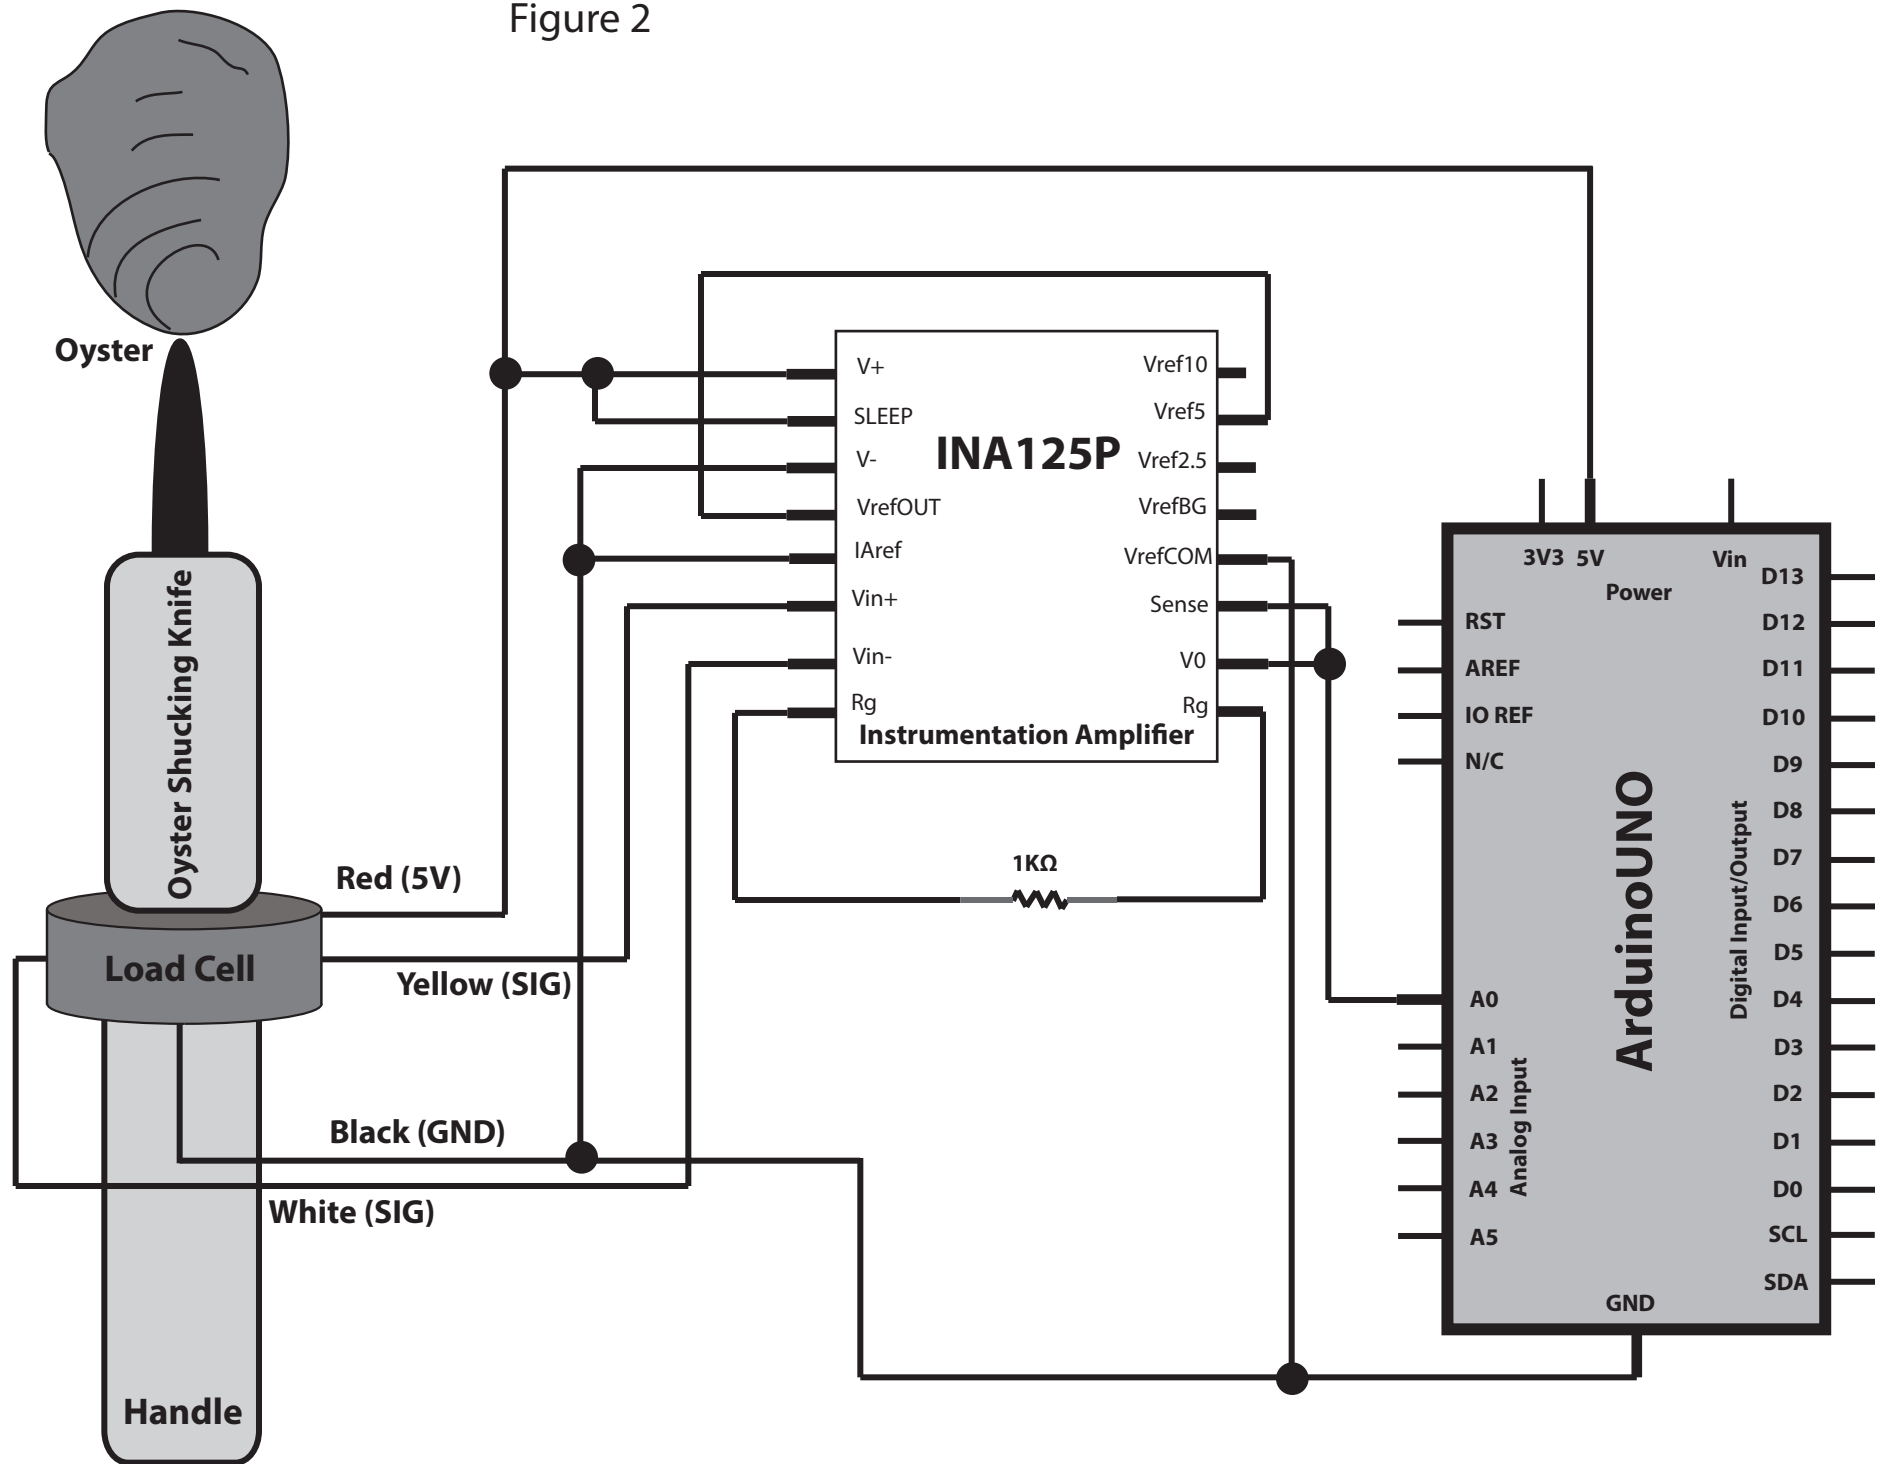 Figure 2
Oyster
Oyster Shucking Knife
Load Cell
Handle
Red (5V)
Yellow (SIG)
Black (GND)
White (SIG)
V+
SLEEP
V-
VrefOUT
IAref
Vin+
Vin-
Rg
INA125P
Vref10
Vref5
Vref2.5
VrefBG
VrefCOM
Sense
V0
Rg
Instrumentation Amplifier
1KΩ
3V3 5V Vin
Power
RST
AREF
IO REF
N/C
A0
A1
A2
A3
A4
A5
Analog Input
ArduinoUNO
Digital Input/Output
D13
D12
D11
D10
D9
D8
D7
D6
D5
D4
D3
D2
D1
D0
SCL
SDA
GND